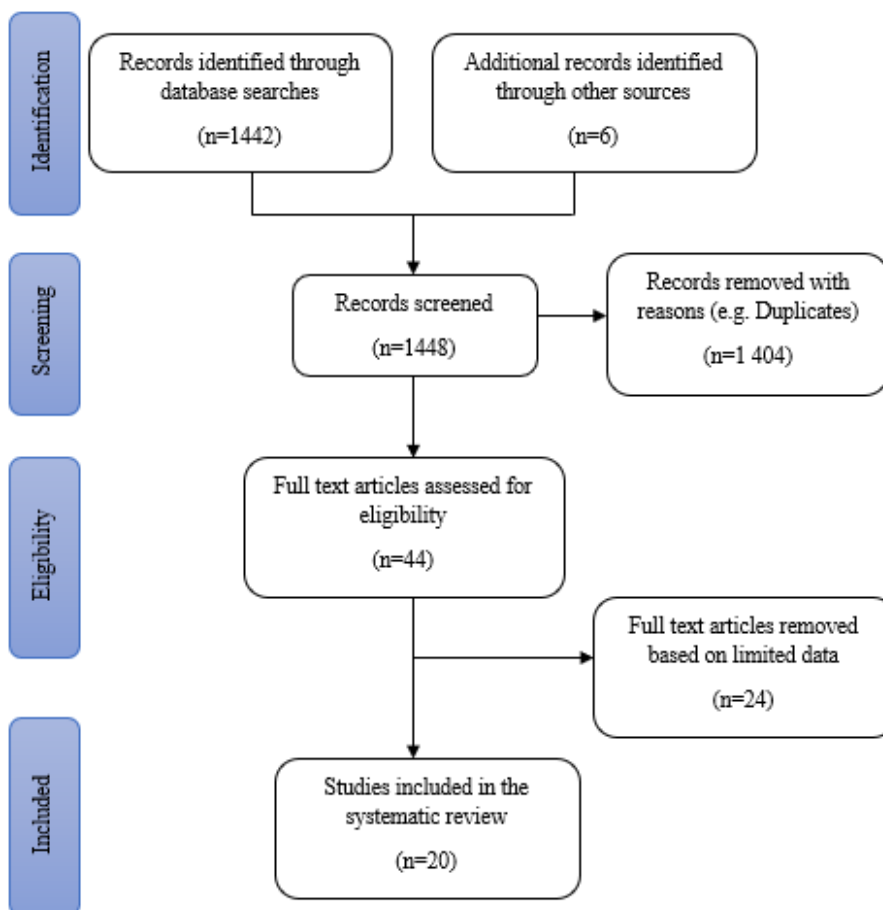 Identification
Records identified through
database searches
(n=1442)
Additional records identified
through other sources
(n=6)
Screening
Records screened
(n=1448)
Records removed with
reasons (e.g. Duplicates)
(n=1 404)
Eligibility
Full text articles assessed for
eligibility
(n=44)
Full text articles removed
based on limited data
(n=24)
Included
Studies included in the
systematic review
(n=20)